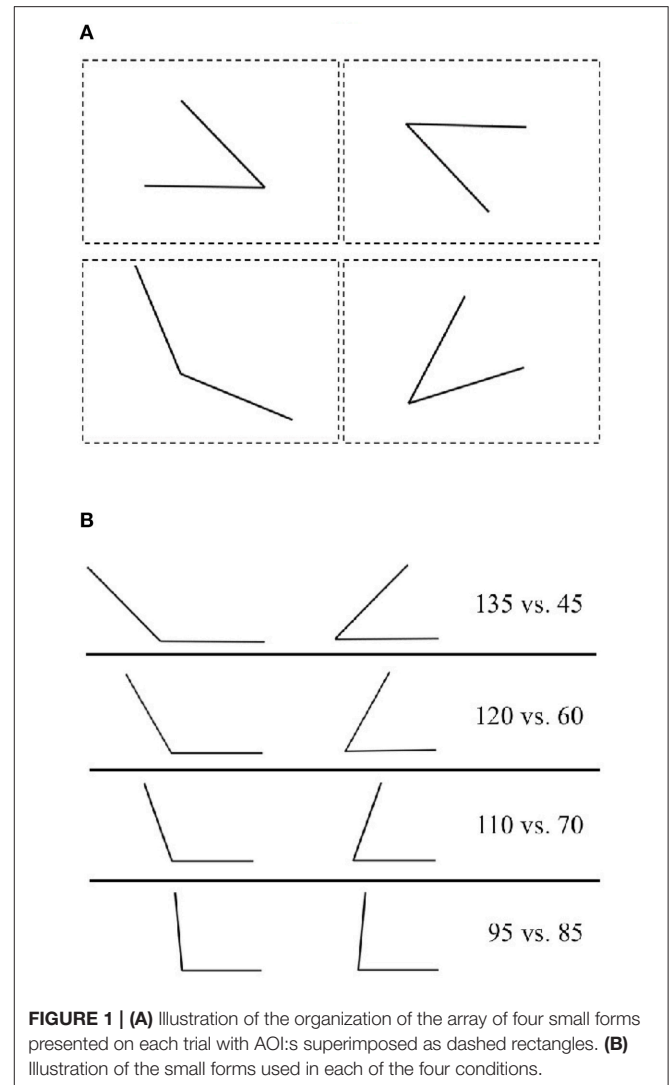 A
B
135 vs. 45
120 vs. 60
110 vs. 70
95 vs. 85
FIGURE 1 | (A) Illustration of the organization of the array of four small forms
presented on each trial with AOI:s superimposed as dashed rectangles. (B)
Illustration of the small forms used in each of the four conditions.